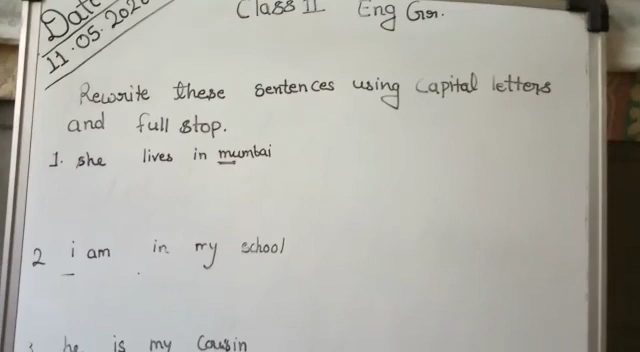 Date
11.05.2020
Class II Eng Gr.
Rewrite these sentences using capital letters
and full stop.
1. she lives in mumbai
2 i am in my school
3 he is my cousin